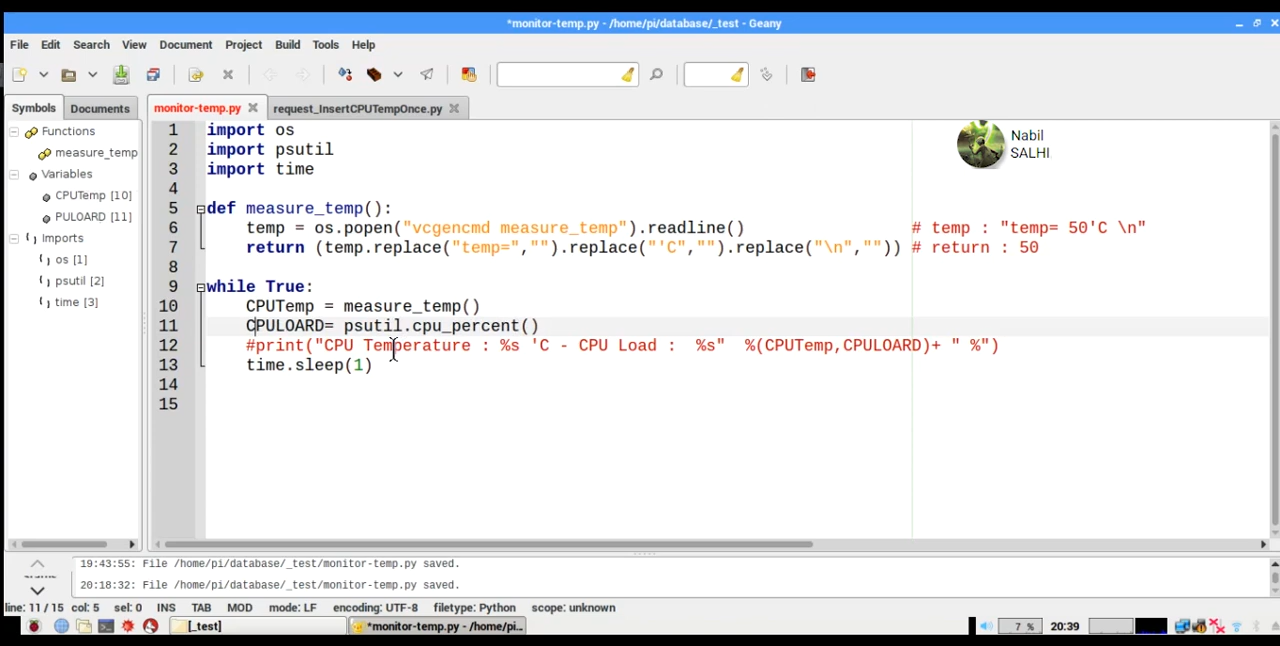 *monitor-temp.py - /home/pi/database/_test - Geany
File Edit Search View Document Project Build Tools Help
Symbols Documents monitor-temp.py request_InsertCPUTempOnce.py
Functions
measure_temp
Variables
CPUTemp [10]
PULOARD [11]
Imports
os [1]
psutil [2]
time [3]
Nabil
SALHI
1 import os
2 import psutil
3 import time
4
5 def measure_temp():
6 temp = os.popen("vcgencmd measure_temp").readline() # temp : "temp= 50'C \n"
7 return (temp.replace("temp=","").replace("'C","").replace("\n","")) # return : 50
8
9 while True:
10 CPUTemp = measure_temp()
11 CPULOARD= psutil.cpu_percent()
12 #print("CPU Temperature : %s 'C - CPU Load : %s" %(CPUTemp,CPULOARD)+ " %")
13 time.sleep(1)
14
15
19:43:55: File /home/pi/database/_test/monitor-temp.py saved.
20:18:32: File /home/pi/database/_test/monitor-temp.py saved.
line: 11 / 15 col: 5 sel: 0 INS TAB MOD mode: LF encoding: UTF-8 filetype: Python scope: unknown
[_test] *monitor-temp.py - /home/pi... 7 % 20:39